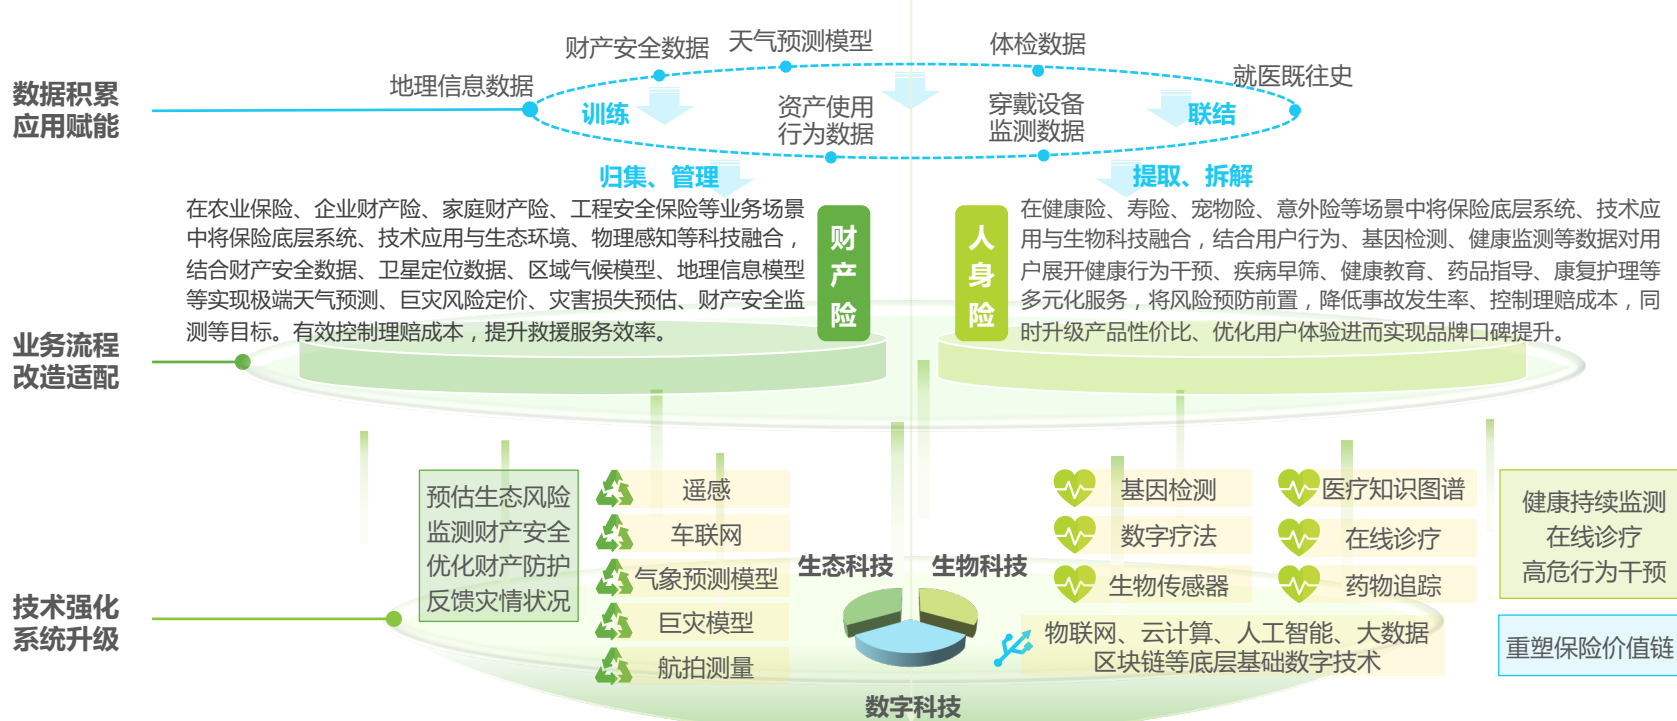 数据积累
应用赋能
地理信息数据
财产安全数据
天气预测模型
体检数据
就医既往史
训练
资产使用
行为数据
穿戴设备
监测数据
联结
归集、管理
提取、拆解
在农业保险、企业财产险、家庭财产险、工程安全保险等业务场景
中将保险底层系统、技术应用与生态环境、物理感知等科技融合，
结合财产安全数据、卫星定位数据、区域气候模型、地理信息模型
等实现极端天气预测、巨灾风险定价、灾害损失预估、财产安全监
测等目标。有效控制理赔成本，提升救援服务效率。
财
产
险
人
身
险
在健康险、寿险、宠物险、意外险等场景中将保险底层系统、技术应
用与生物科技融合，结合用户行为、基因检测、健康监测等数据对用
户展开健康行为干预、疾病早筛、健康教育、药品指导、康复护理等
多元化服务，将风险预防前置，降低事故发生率、控制理赔成本，同
时升级产品性价比、优化用户体验进而实现品牌口碑提升。
业务流程
改造适配
技术强化
系统升级
预估生态风险
监测财产安全
优化财产防护
反馈灾情状况
遥感
车联网
气象预测模型
巨灾模型
航拍测量
生态科技
生物科技
数字科技
基因检测
数字疗法
生物传感器
医疗知识图谱
在线诊疗
药物追踪
物联网、云计算、人工智能、大数据
区块链等底层基础数字技术
健康持续监测
在线诊疗
高危行为干预
重塑保险价值链